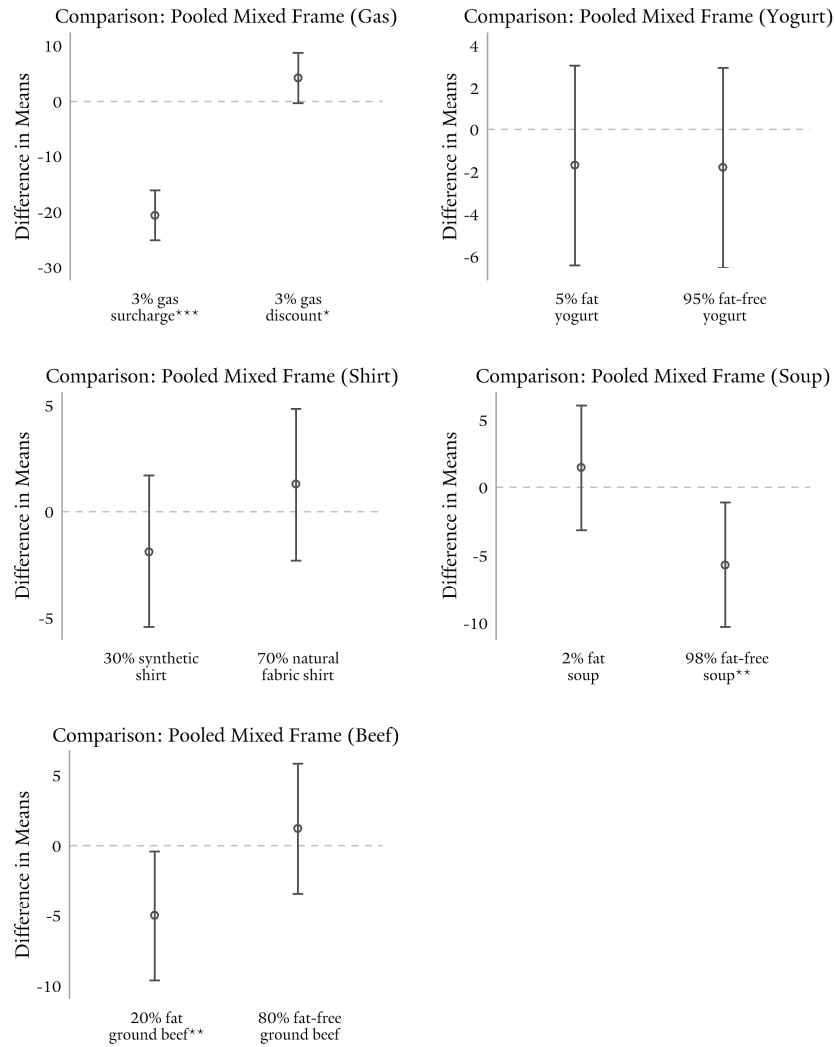 Comparison: Pooled Mixed Frame (Gas)
Difference in Means
10
0
-10
-20
-30
3% gas
surcharge***
3% gas
discount*
Comparison: Pooled Mixed Frame (Yogurt)
Difference in Means
4
2
0
-2
-4
-6
5% fat
yogurt
95% fat-free
yogurt
Comparison: Pooled Mixed Frame (Shirt)
Difference in Means
5
0
-5
30% synthetic
shirt
70% natural
fabric shirt
Comparison: Pooled Mixed Frame (Soup)
Difference in Means
5
0
-5
-10
2% fat
soup
98% fat-free
soup**
Comparison: Pooled Mixed Frame (Beef)
Difference in Means
5
0
-5
-10
20% fat
ground beef**
80% fat-free
ground beef